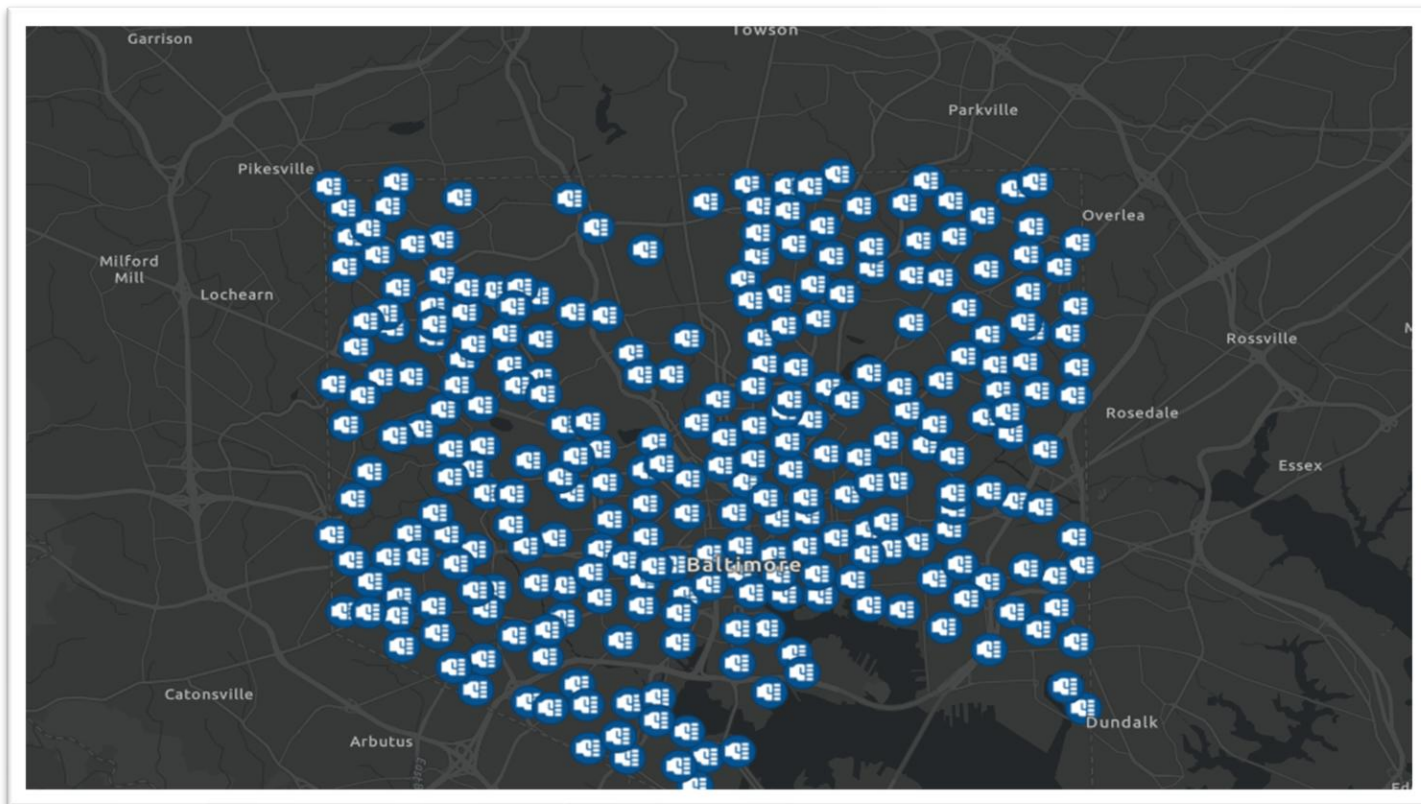 Towson
Garrison
Parkville
Pikesville
Overlea
Milford
Mill
Lochearn
Rossville
Rosedale
Essex
Baltimore
Catonsville
Dundalk
Arbutus